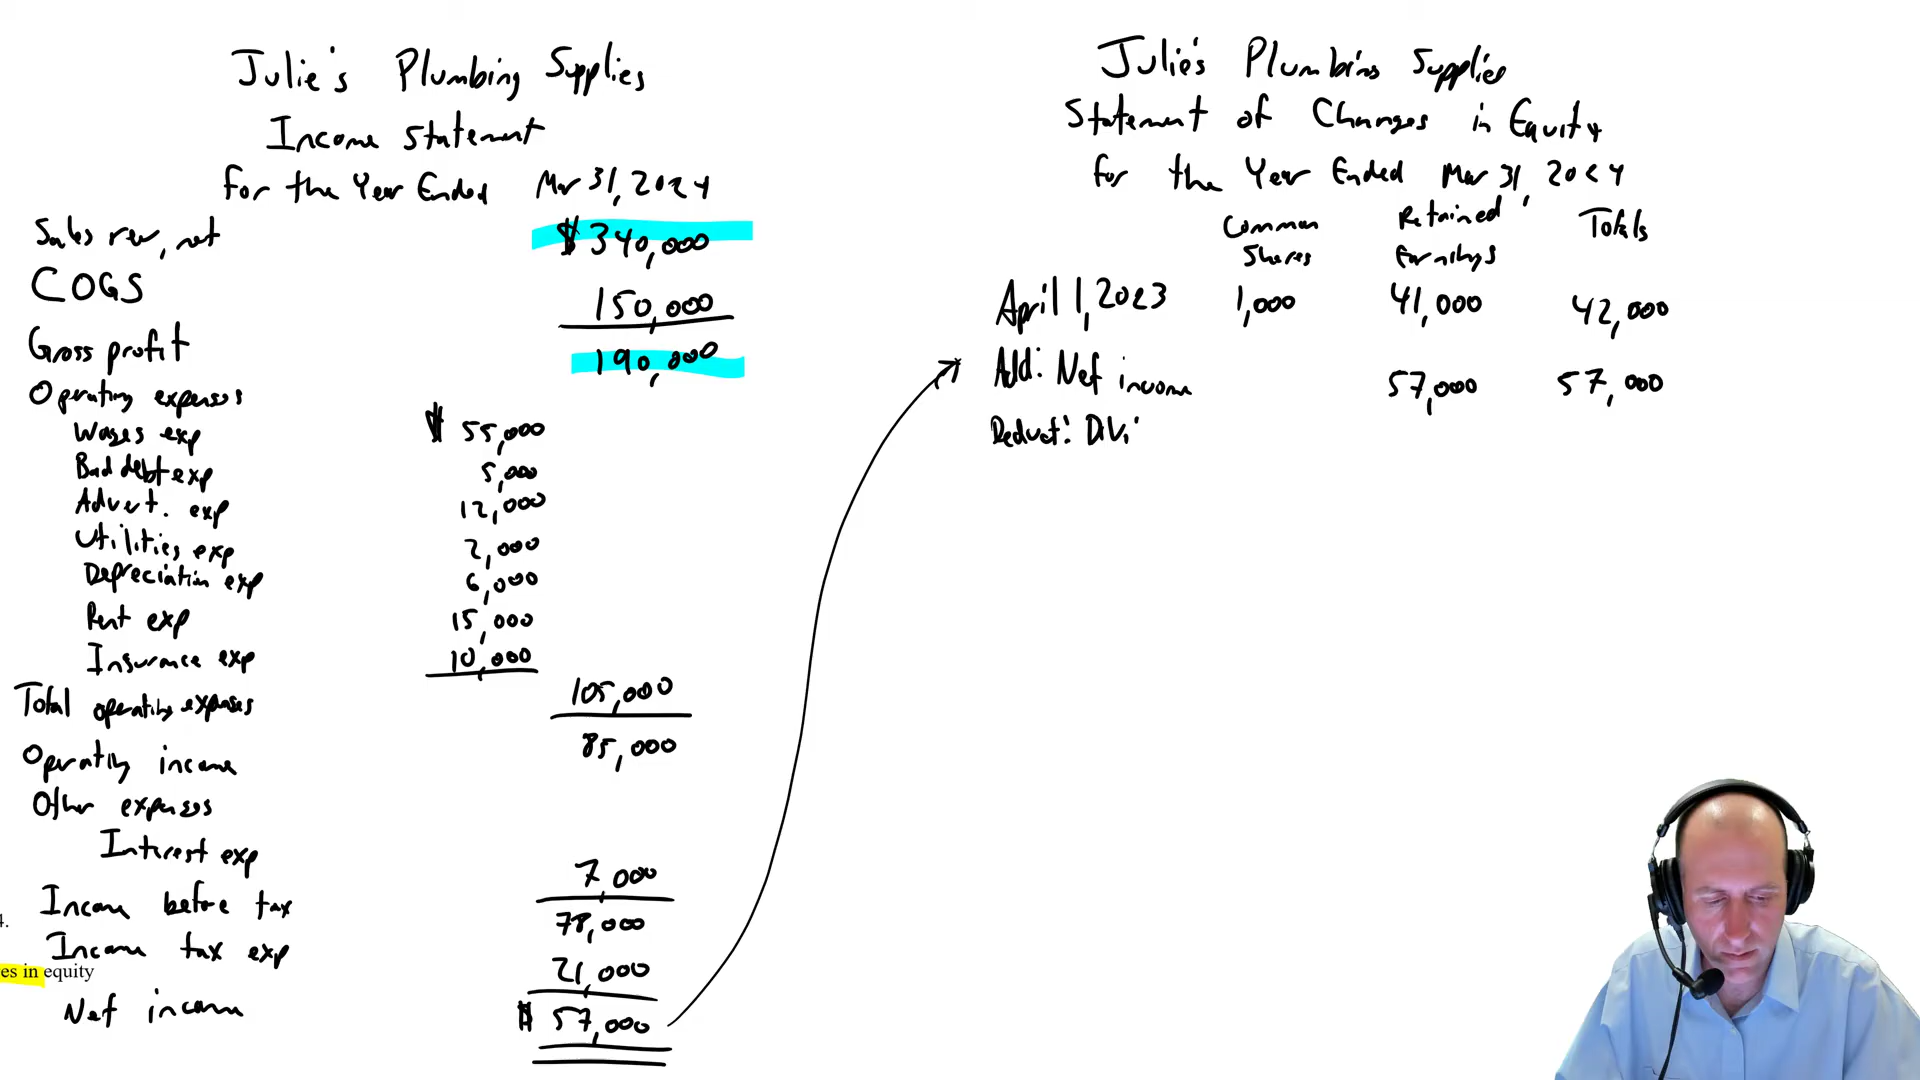 Julie's Plumbing Supplies
Income Statement
For the Year Ended Mar 31, 2024
Sales rev, net $ 340,000
COGS 150,000
Gross profit 190,000
Operating expenses
Wages exp $ 55,000
Bad debt exp 5,000
Advert. exp 12,000
Utilities exp 2,000
Depreciation exp 6,000
Rent exp 15,000
Insurance exp 10,000
Total operating expenses 105,000
Operating income 85,000
Other expenses
Interest exp 7,000
Income before tax 78,000
Income tax exp 21,000
Net income $ 57,000
4.
es in equity
Julie's Plumbing Supplies
Statement of Changes in Equity
For the Year Ended Mar 31, 2024
Common Shares Retained Earnings Totals
April 1, 2023 1,000 41,000 42,000
Add: Net income 57,000 57,000
Deduct: Divi